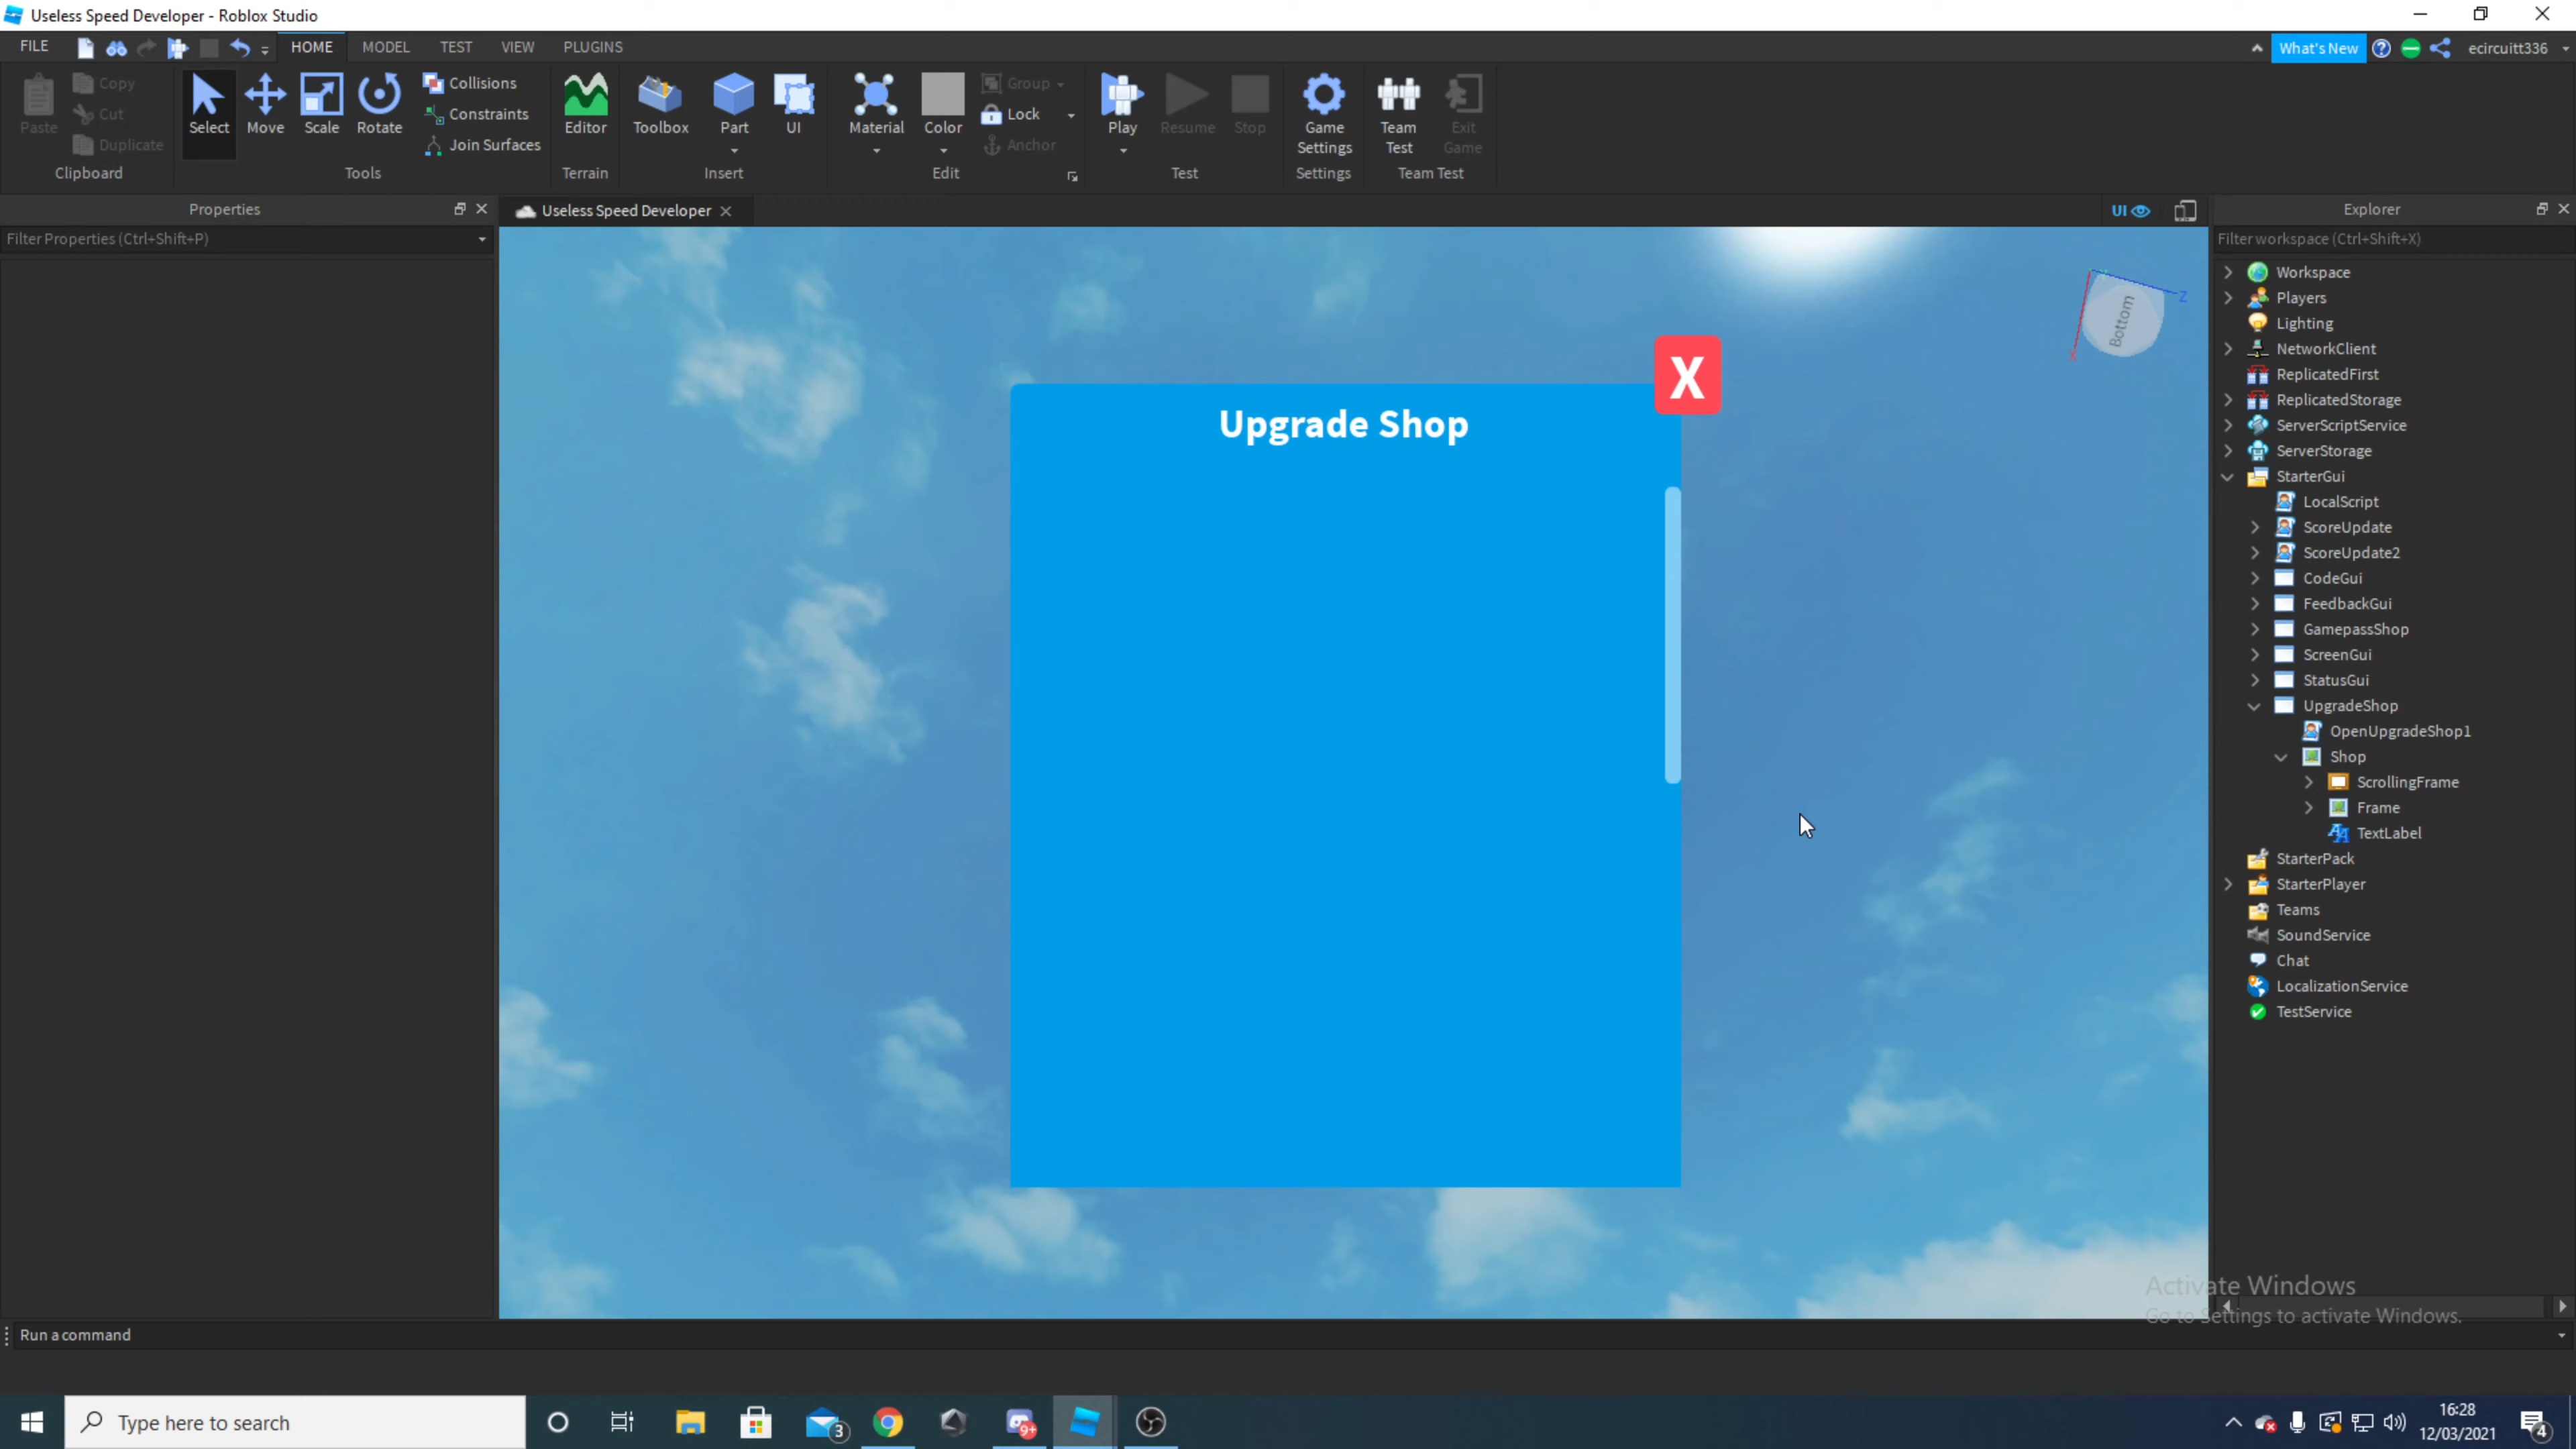 Useless Speed Developer - Roblox Studio
FILE HOME MODEL TEST VIEW PLUGINS What's New ecircuitt336
Paste Copy Cut Duplicate
Clipboard
Select Move Scale Rotate Collisions Constraints Join Surfaces
Tools
Editor
Terrain
Toolbox Part UI
Insert
Material Color Group Lock Anchor
Edit
Play Resume Stop
Test
Game Settings
Settings
Team Test Exit Game
Team Test
Properties
Filter Properties (Ctrl+Shift+P)
Useless Speed Developer
UI
Explorer
Filter workspace (Ctrl+Shift+X)
Z
X
Bottom
X
Upgrade Shop
Workspace
Players
Lighting
NetworkClient
ReplicatedFirst
ReplicatedStorage
ServerScriptService
ServerStorage
StarterGui
LocalScript
ScoreUpdate
ScoreUpdate2
CodeGui
FeedbackGui
GamepassShop
ScreenGui
StatusGui
UpgradeShop
OpenUpgradeShop1
Shop
ScrollingFrame
Frame
TextLabel
StarterPack
StarterPlayer
Teams
SoundService
Chat
LocalizationService
TestService
Activate Windows
Go to Settings to activate Windows.
Run a command
Type here to search
3
9+
16:28
12/03/2021
4